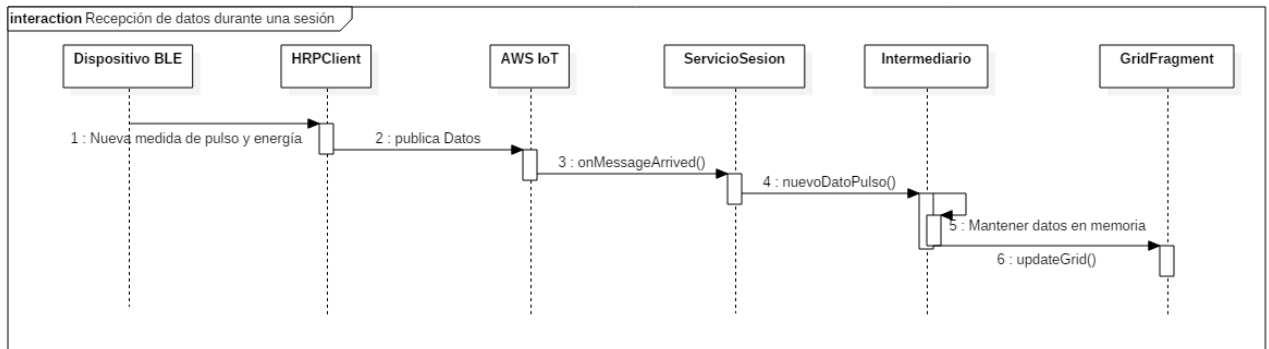 interaction Recepción de datos durante una sesión
Dispositivo BLE
HRPClient
AWS IoT
ServicioSesion
Intermediario
GridFragment
1 : Nueva medida de pulso y energía
2 : publica Datos
3 : onMessageArrived()
4 : nuevoDatoPulso()
5 : Mantener datos en memoria
6 : updateGrid()